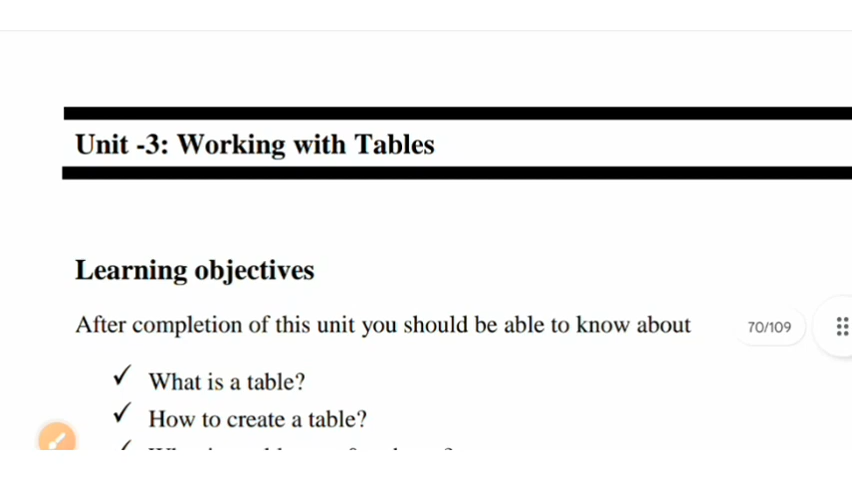 Unit -3: Working with Tables
Learning objectives
After completion of this unit you should be able to know about
70/109
✓ What is a table?
✓ How to create a table?